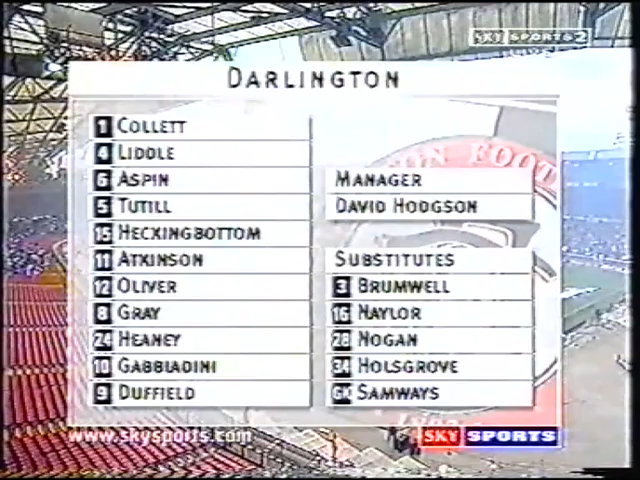 SKY SPORTS 2
DARLINGTON
1 COLLETT
4 LIDDLE
6 ASPIN
5 TUTILL
15 HECKINGBOTTOM
11 ATKINSON
12 OLIVER
8 GRAY
24 HEANEY
10 GABBIADINI
9 DUFFIELD
MANAGER
DAVID HODGSON
SUBSTITUTES
3 BRUMWELL
16 NAYLOR
28 NOGAN
34 HOLSGROVE
GK SAMWAYS
www.skysports.com
SKY SPORTS